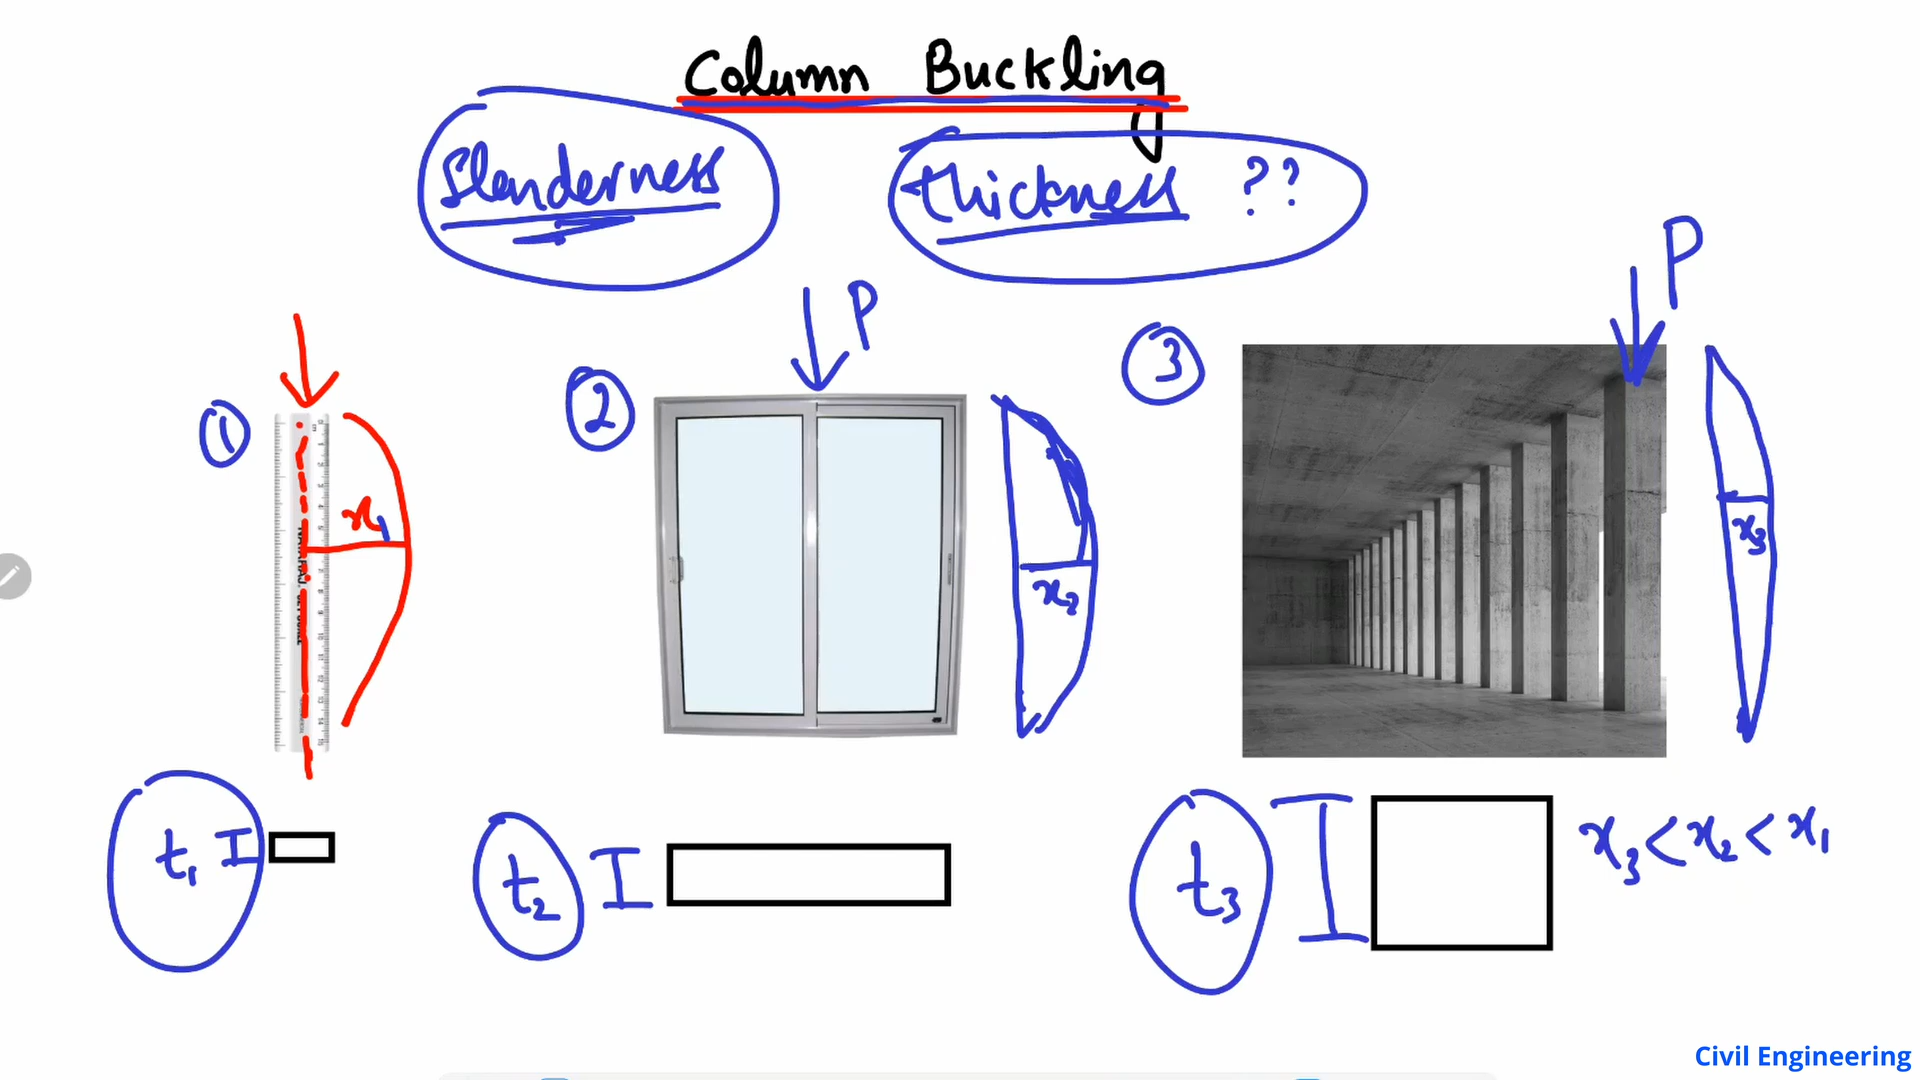 Column Buckling
Slenderness
thickness ??
P
P
1
2
3
x₁
x₂
x₃
t₁
t₂
t₃
x₃ < x₂ < x₁
Civil Engineering